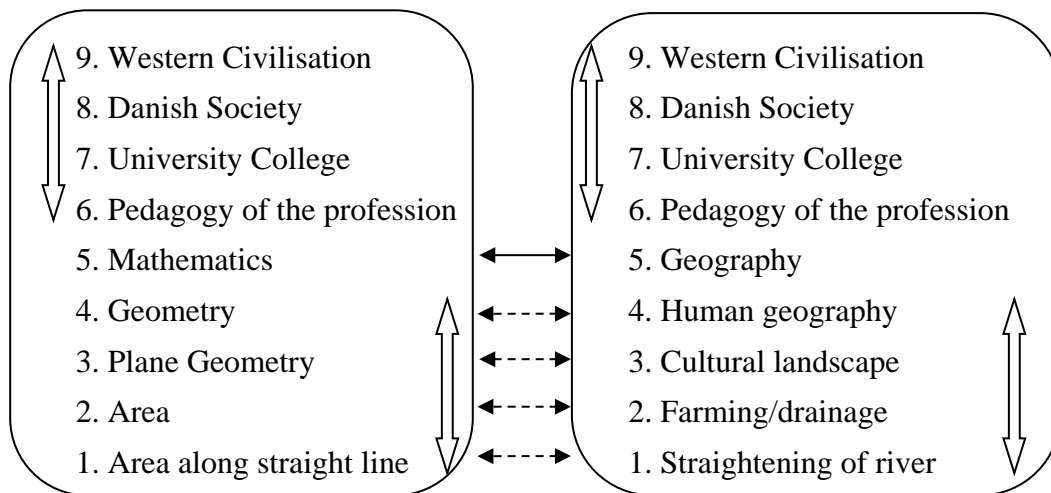 9. Western Civilisation
8. Danish Society
7. University College
6. Pedagogy of the profession
5. Mathematics
4. Geometry
3. Plane Geometry
2. Area
1. Area along straight line
9. Western Civilisation
8. Danish Society
7. University College
6. Pedagogy of the profession
5. Geography
4. Human geography
3. Cultural landscape
2. Farming/drainage
1. Straightening of river